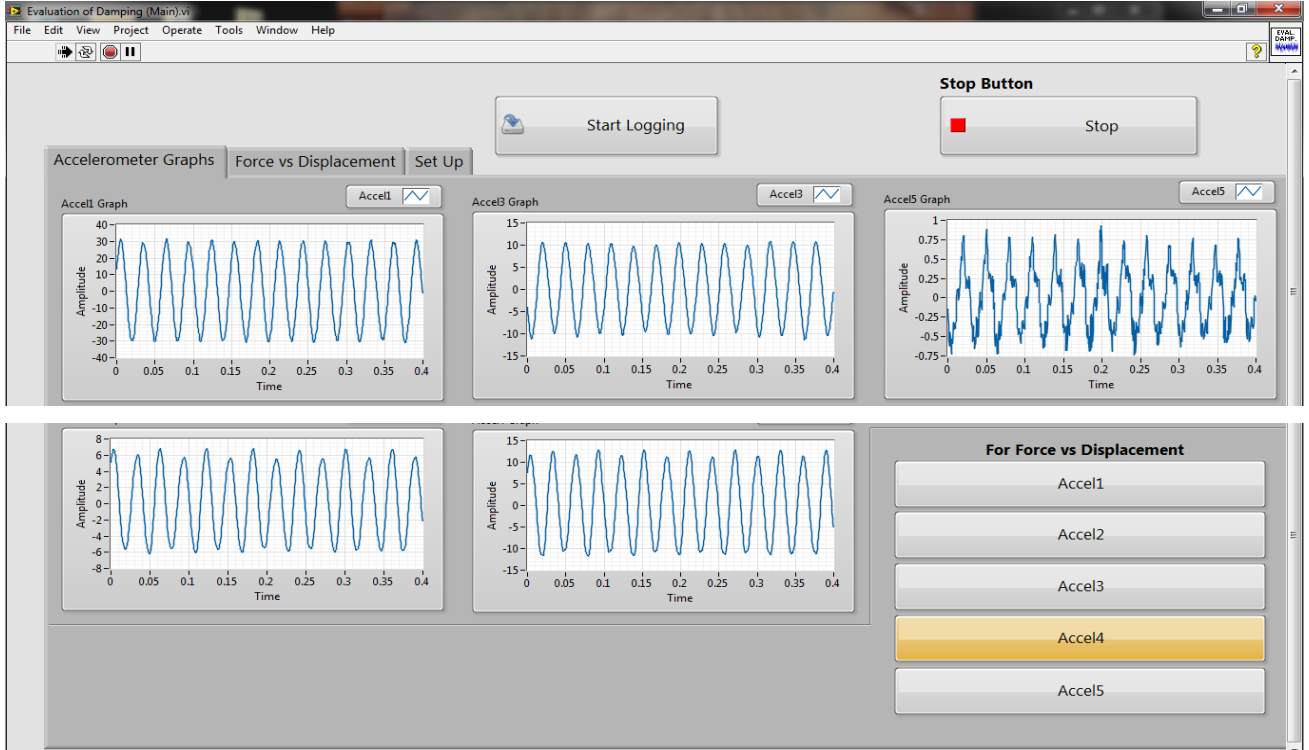 Evaluation of Damping (Main).vi
File Edit View Project Operate Tools Window Help
EVAL.
DAMP.
Stop Button
Start Logging
Stop
Accelerometer Graphs Force vs Displacement Set Up
Accel1 Graph
Accel1
40
30
20
10
0
-10
-20
-30
-40
Amplitude
0 0.05 0.1 0.15 0.2 0.25 0.3 0.35 0.4
Time
Accel3 Graph
Accel3
15
10
5
0
-5
-10
-15
Amplitude
0 0.05 0.1 0.15 0.2 0.25 0.3 0.35 0.4
Time
Accel5 Graph
Accel5
1
0.75
0.5
0.25
0
-0.25
-0.5
-0.75
Amplitude
0 0.05 0.1 0.15 0.2 0.25 0.3 0.35 0.4
Time
8
6
4
2
0
-2
-4
-6
-8
Amplitude
0 0.05 0.1 0.15 0.2 0.25 0.3 0.35 0.4
Time
15
10
5
0
-5
-10
-15
Amplitude
0 0.05 0.1 0.15 0.2 0.25 0.3 0.35 0.4
Time
For Force vs Displacement
Accel1
Accel2
Accel3
Accel4
Accel5